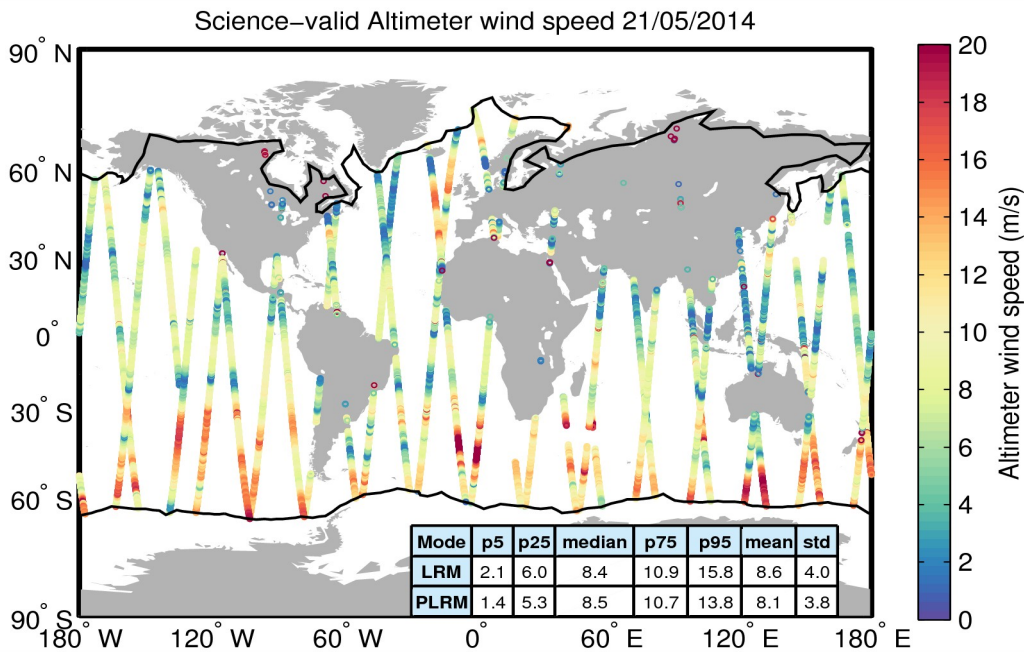 Science−valid Altimeter wind speed 21/05/2014
90° N
60° N
30° N
0°
30° S
60° S
90° S
180° W
120° W
60° W
0°
60° E
120° E
180° E
Mode p5 p25 median p75 p95 mean std
LRM 2.1 6.0 8.4 10.9 15.8 8.6 4.0
PLRM 1.4 5.3 8.5 10.7 13.8 8.1 3.8
20
18
16
14
12
10
8
6
4
2
0
Altimeter wind speed (m/s)